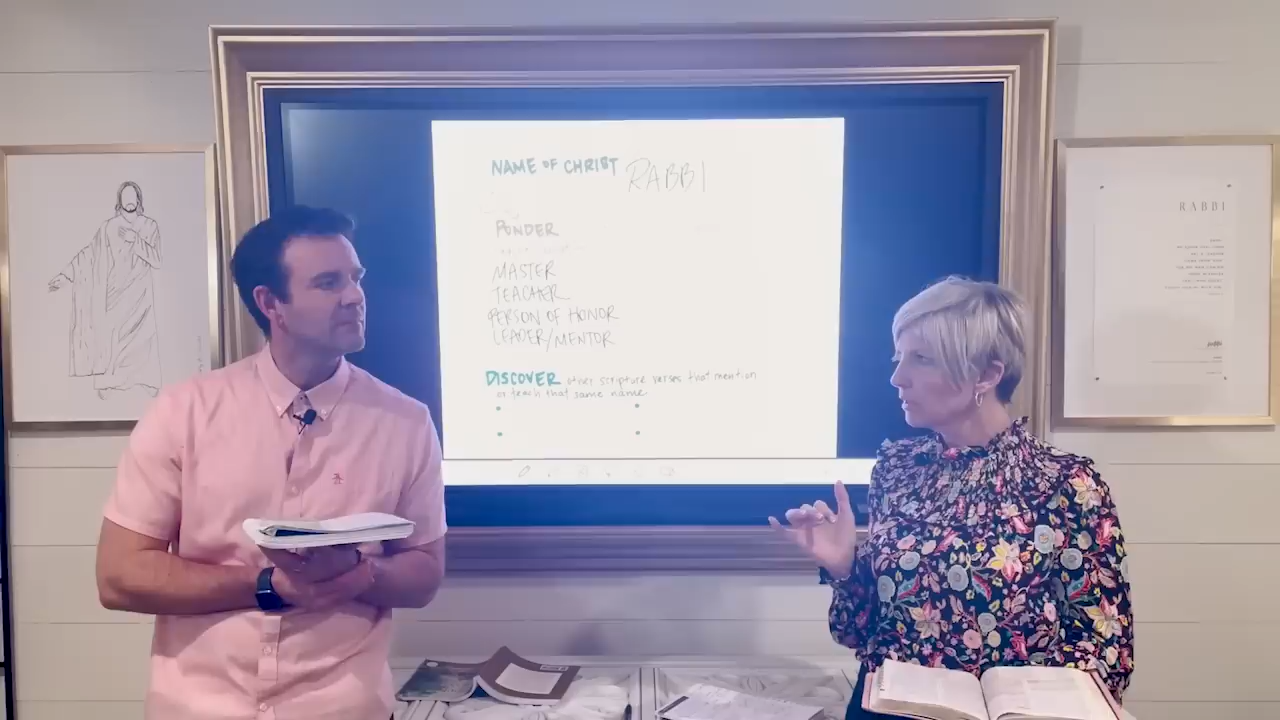 NAME OF CHRIST RABBI
PONDER
MASTER
TEACHER
PERSON OF HONOR
LEADER/MENTOR
DISCOVER other scripture verses that mention
or teach that same name
RABBI